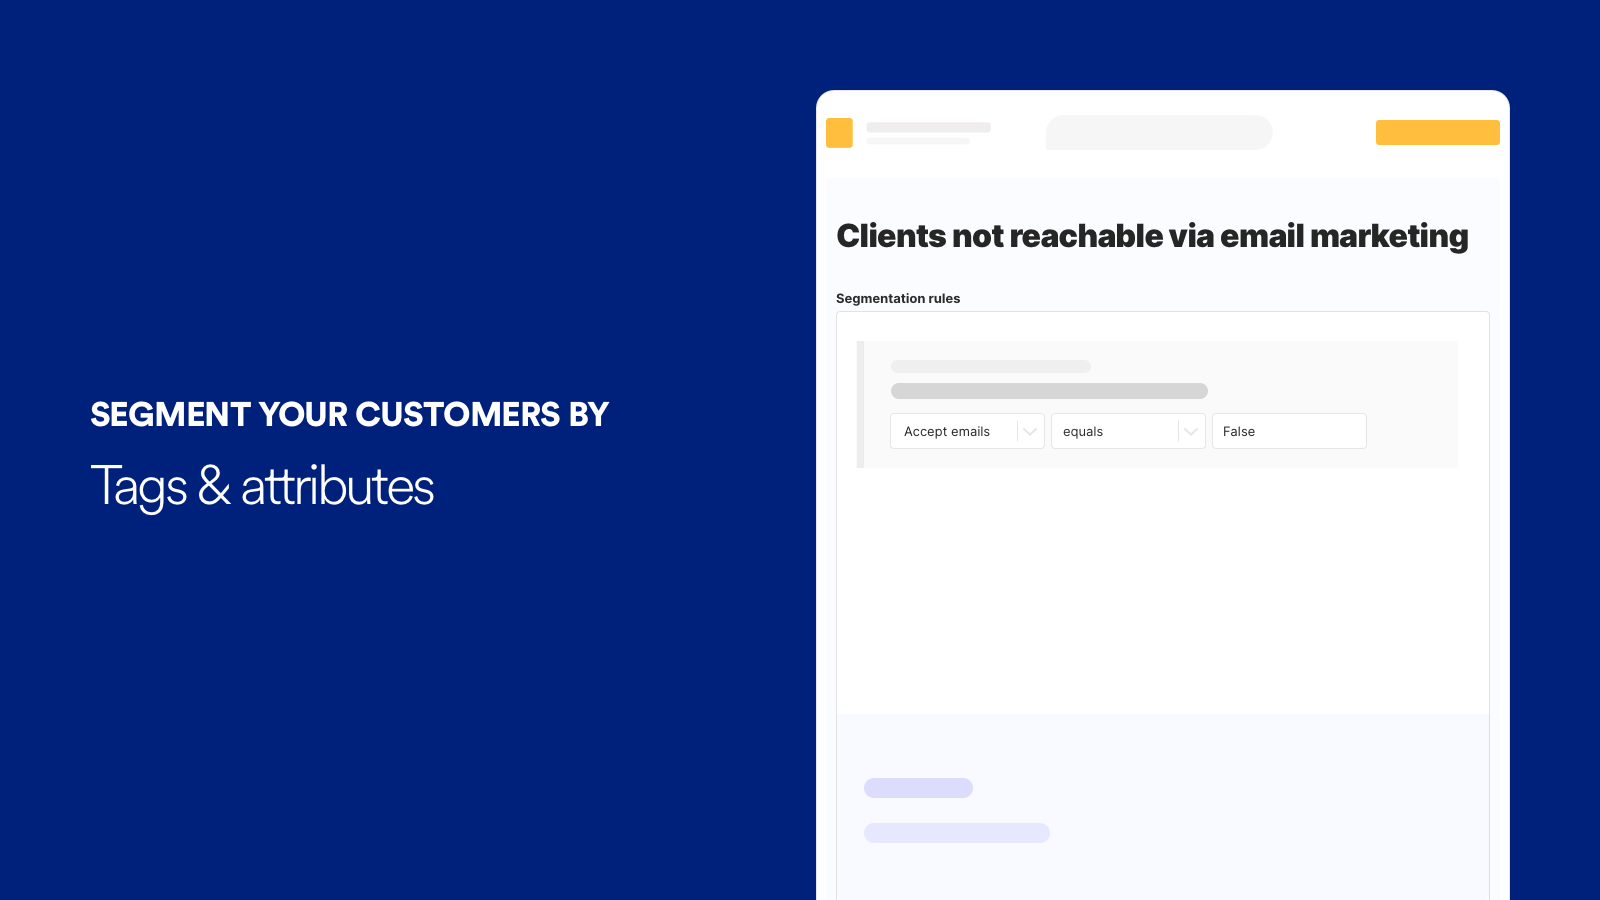 SEGMENT YOUR CUSTOMERS BY
Tags & attributes
Clients not reachable via email marketing
Segmentation rules
Accept emails
equals
False